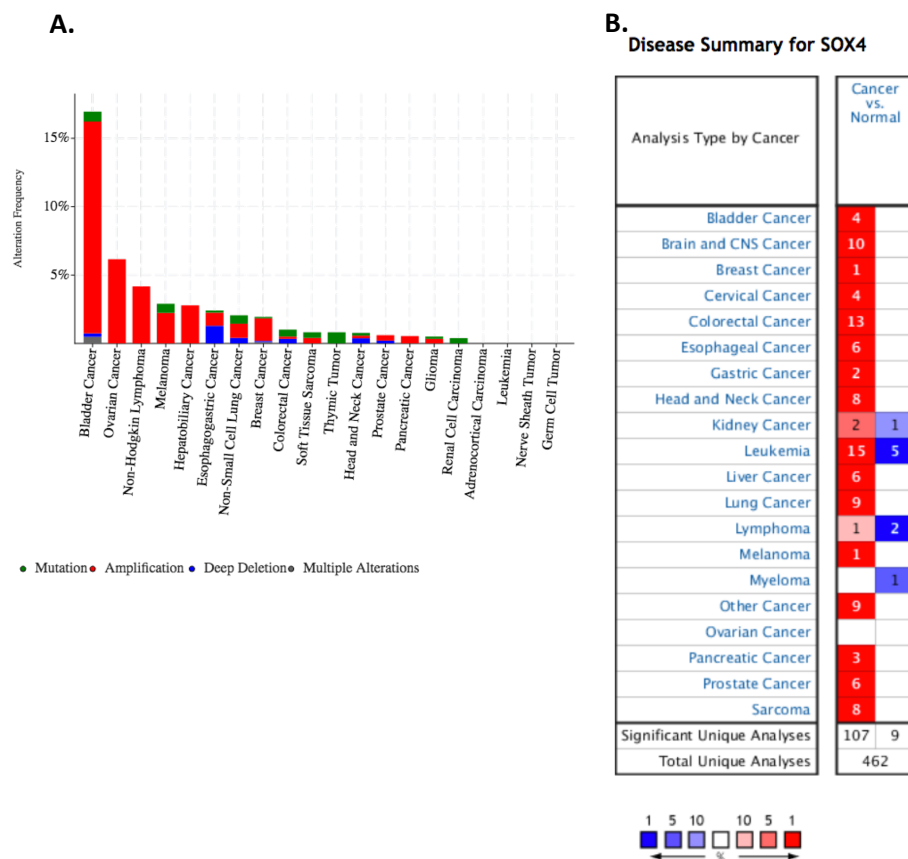 A.
Alteration Frequency
15%
10%
5%
Bladder Cancer
Ovarian Cancer
Non-Hodgkin Lymphoma
Melanoma
Hepatobiliary Cancer
Esophagogastric Cancer
Non-Small Cell Lung Cancer
Breast Cancer
Colorectal Cancer
Soft Tissue Sarcoma
Thymic Tumor
Head and Neck Cancer
Prostate Cancer
Pancreatic Cancer
Glioma
Renal Cell Carcinoma
Adrenocortical Carcinoma
Leukemia
Nerve Sheath Tumor
Germ Cell Tumor
Mutation Amplification Deep Deletion Multiple Alterations
B.
Disease Summary for SOX4
Analysis Type by Cancer
Cancer
vs.
Normal
Bladder Cancer 4
Brain and CNS Cancer 10
Breast Cancer 1
Cervical Cancer 4
Colorectal Cancer 13
Esophageal Cancer 6
Gastric Cancer 2
Head and Neck Cancer 8
Kidney Cancer 2 1
Leukemia 15 5
Liver Cancer 6
Lung Cancer 9
Lymphoma 1 2
Melanoma 1
Myeloma 1
Other Cancer 9
Ovarian Cancer
Pancreatic Cancer 3
Prostate Cancer 6
Sarcoma 8
Significant Unique Analyses 107 9
Total Unique Analyses 462
1 5 10 10 5 1
%